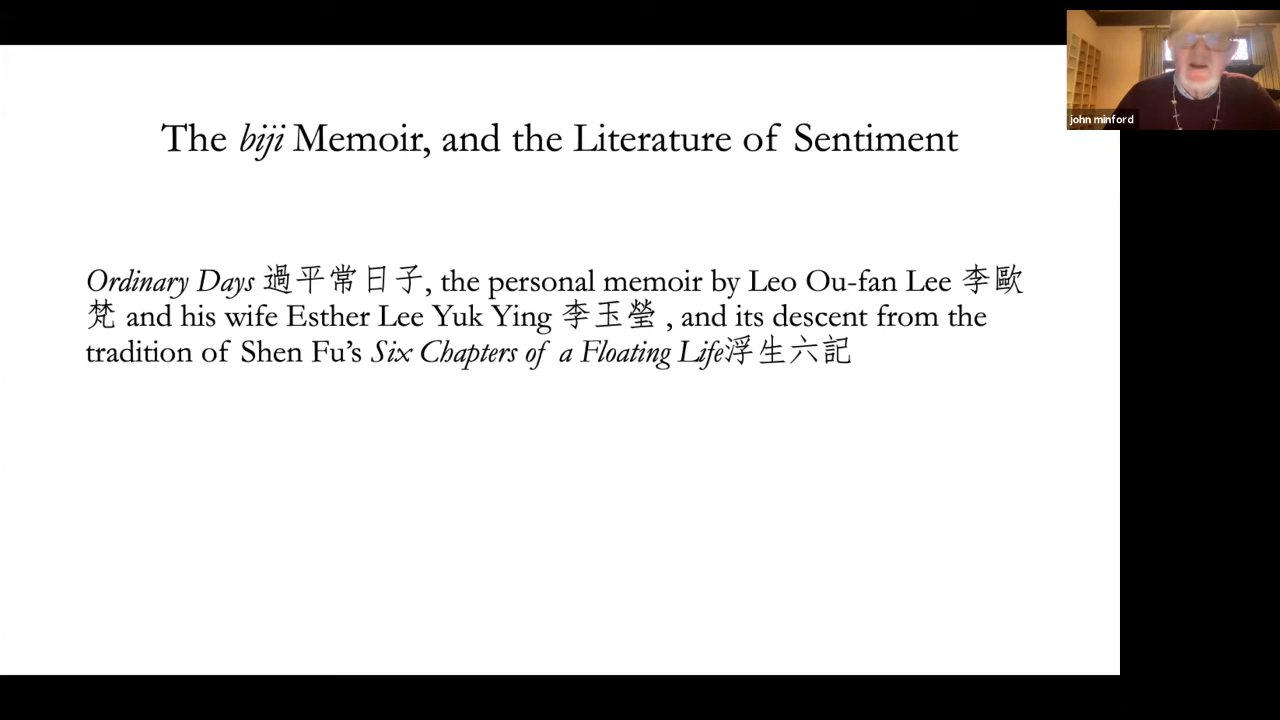 The biji Memoir, and the Literature of Sentiment
john minford
Ordinary Days 過平常日子, the personal memoir by Leo Ou-fan Lee 李歐
梵 and his wife Esther Lee Yuk Ying 李玉瑩 , and its descent from the
tradition of Shen Fu’s Six Chapters of a Floating Life浮生六記